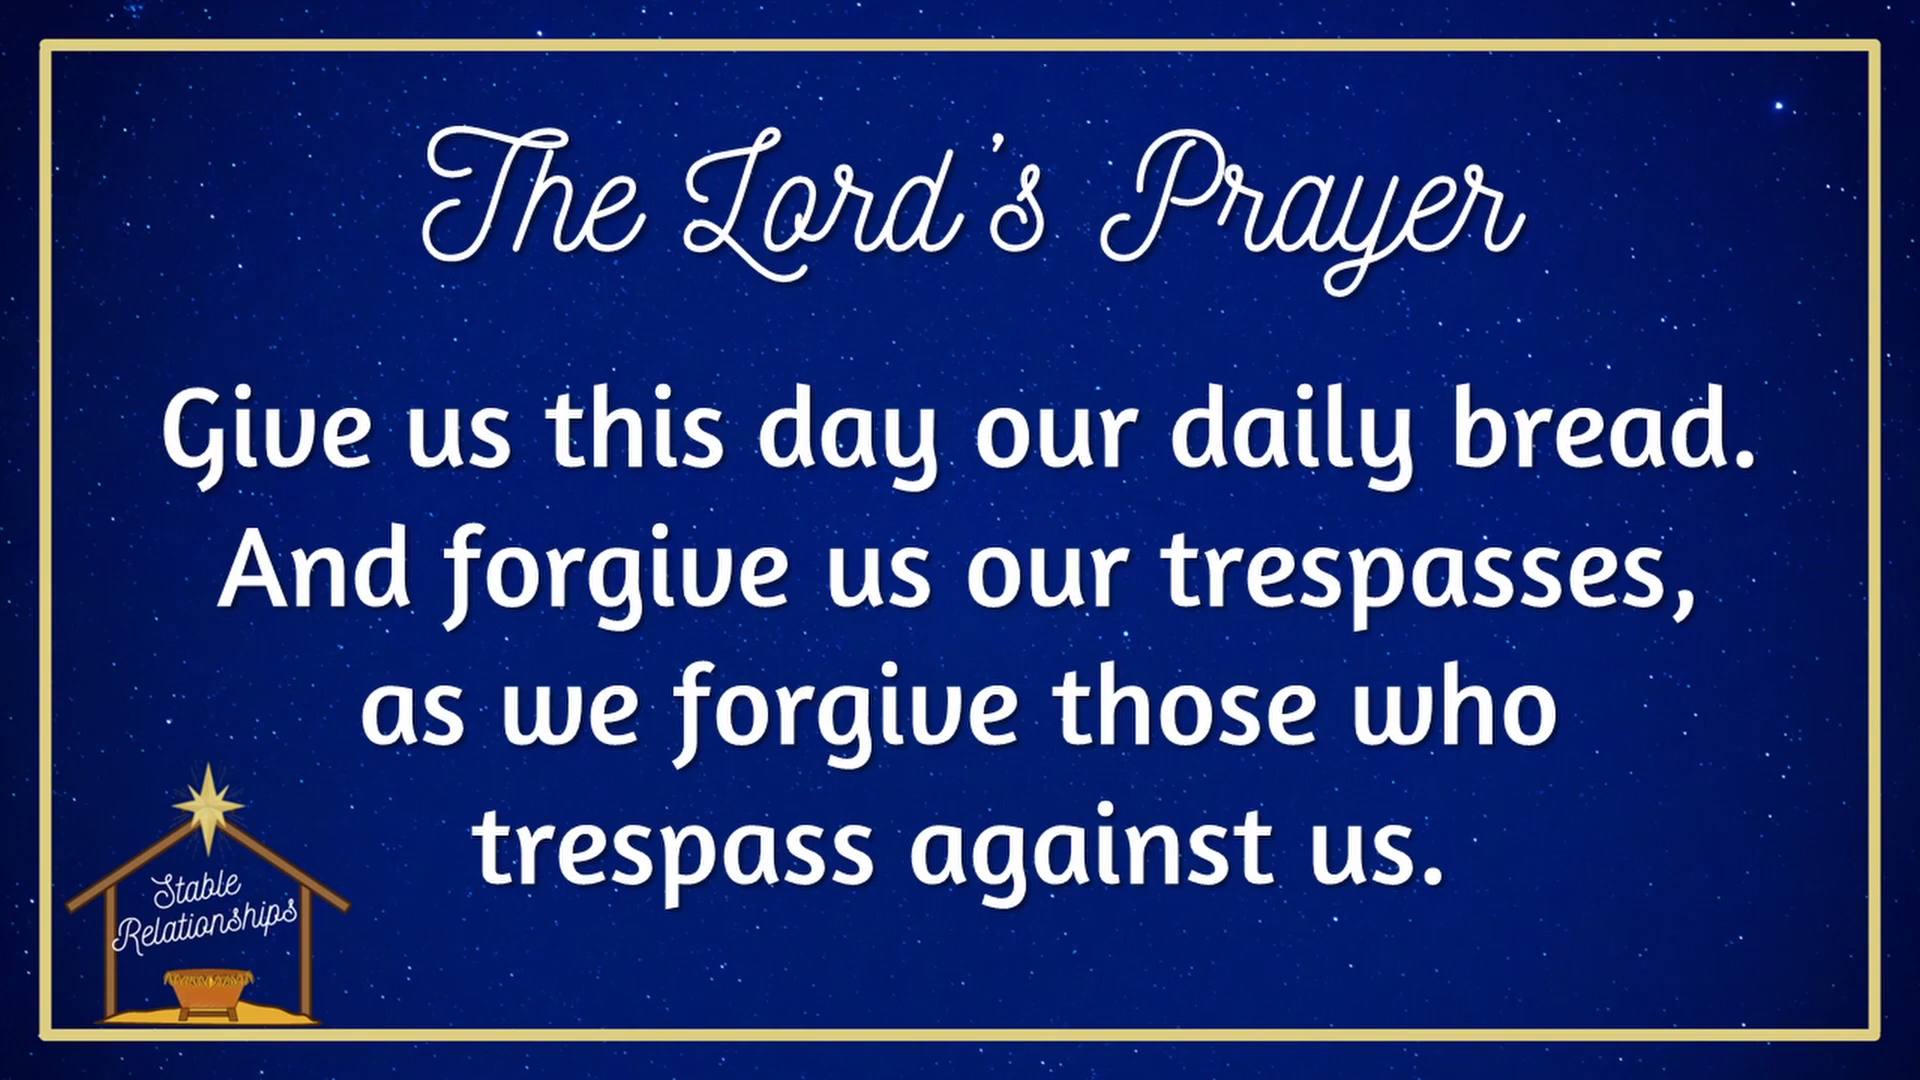 The Lord's Prayer
Give us this day our daily bread.
And forgive us our trespasses,
as we forgive those who
trespass against us.
Stable
Relationships